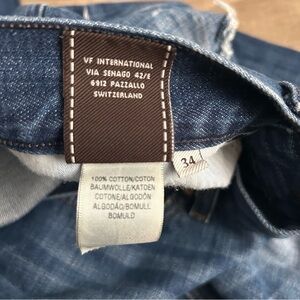 VF INTERNATIONAL
VIA SENAGO 42/E
6912 PAZZALLO
SWITZERLAND
34
100% COTTON/COTON
BAUMWOLLE/KATOEN
COTONE/ALGODÓN
ALGODÃO/BOMULL
BOMULD